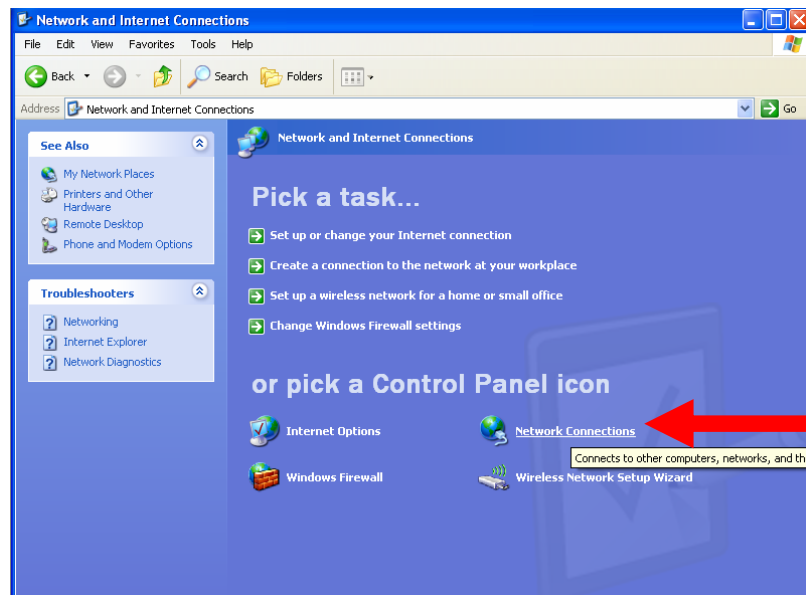 Network and Internet Connections
File Edit View Favorites Tools Help
Back Search Folders
Address Network and Internet Connections Go
See Also
My Network Places
Printers and Other
Hardware
Remote Desktop
Phone and Modem Options
Troubleshooters
Networking
Internet Explorer
Network Diagnostics
Network and Internet Connections
Pick a task...
Set up or change your Internet connection
Create a connection to the network at your workplace
Set up a wireless network for a home or small office
Change Windows Firewall settings
or pick a Control Panel icon
Internet Options Network Connections
Connects to other computers, networks, and th
Windows Firewall Wireless Network Setup Wizard